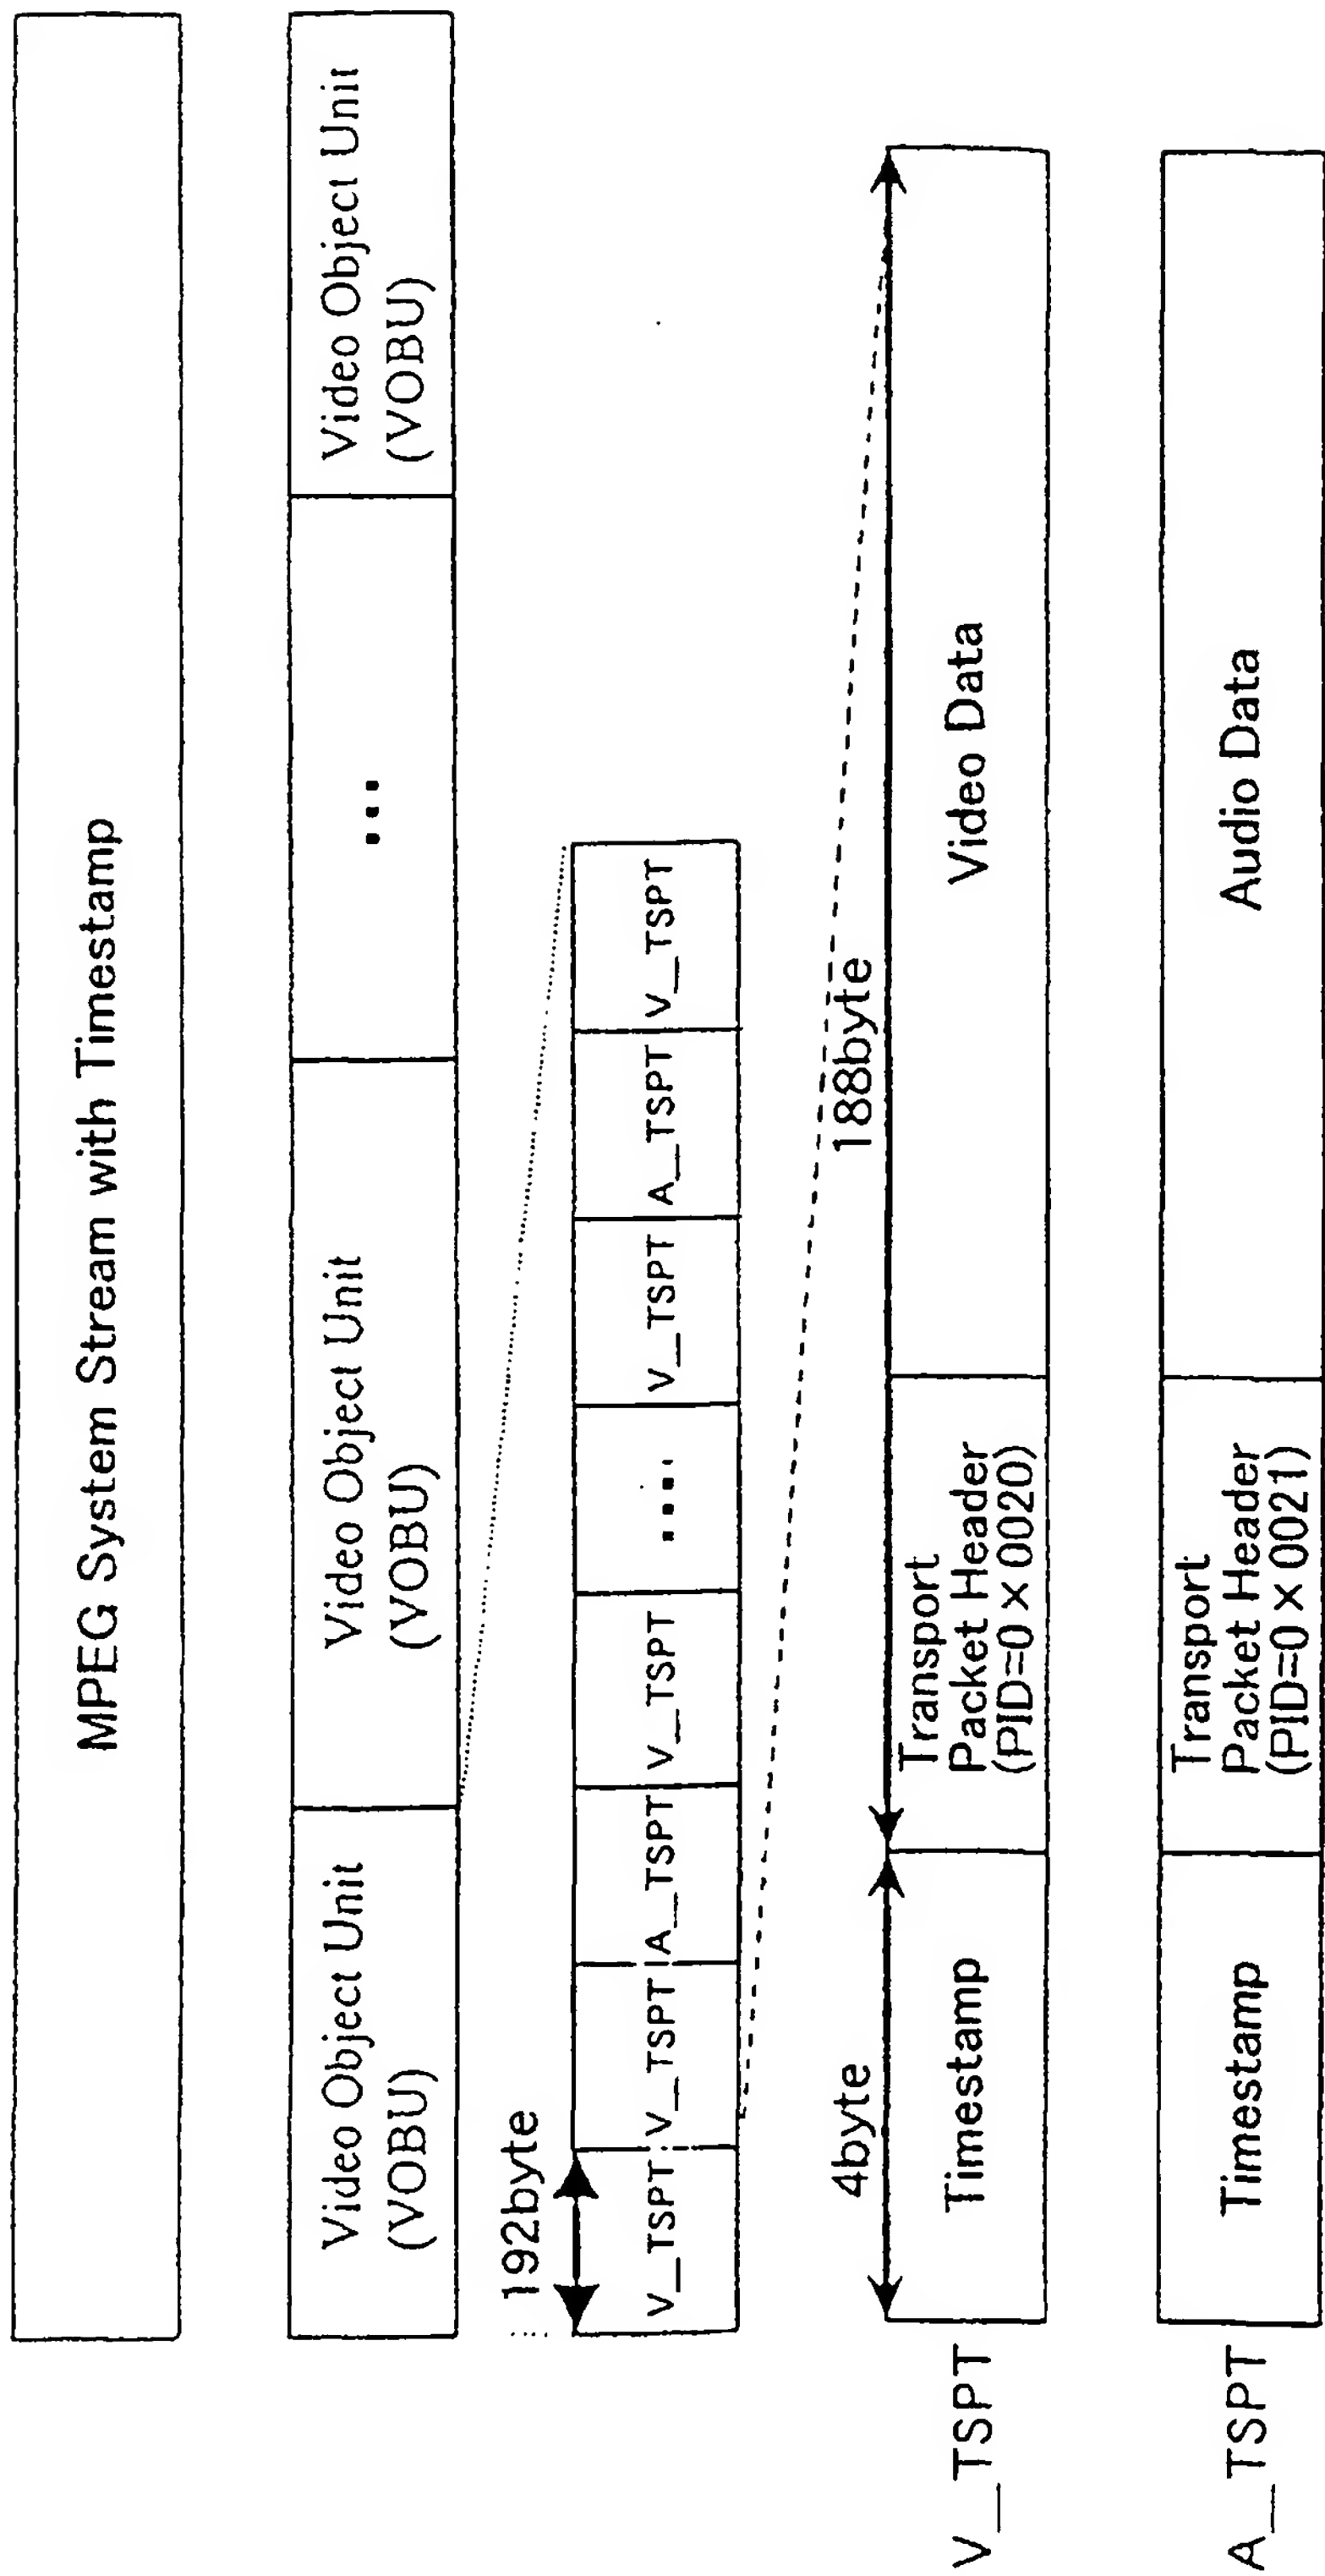 MPEG System Stream with Timestamp
Video Object Unit
(VOBU)
Video Object Unit
(VOBU)
...
Video Object Unit
(VOBU)
192byte
V_TSPT
V_TSPT
A_TSPT
V_TSPT
...
V_TSPT
A_TSPT
V_TSPT
4byte
188byte
V_TSPT
Timestamp
Transport
Packet Header
(PID=0×0020)
Video Data
A_TSPT
Timestamp
Transport
Packet Header
(PID=0×0021)
Audio Data